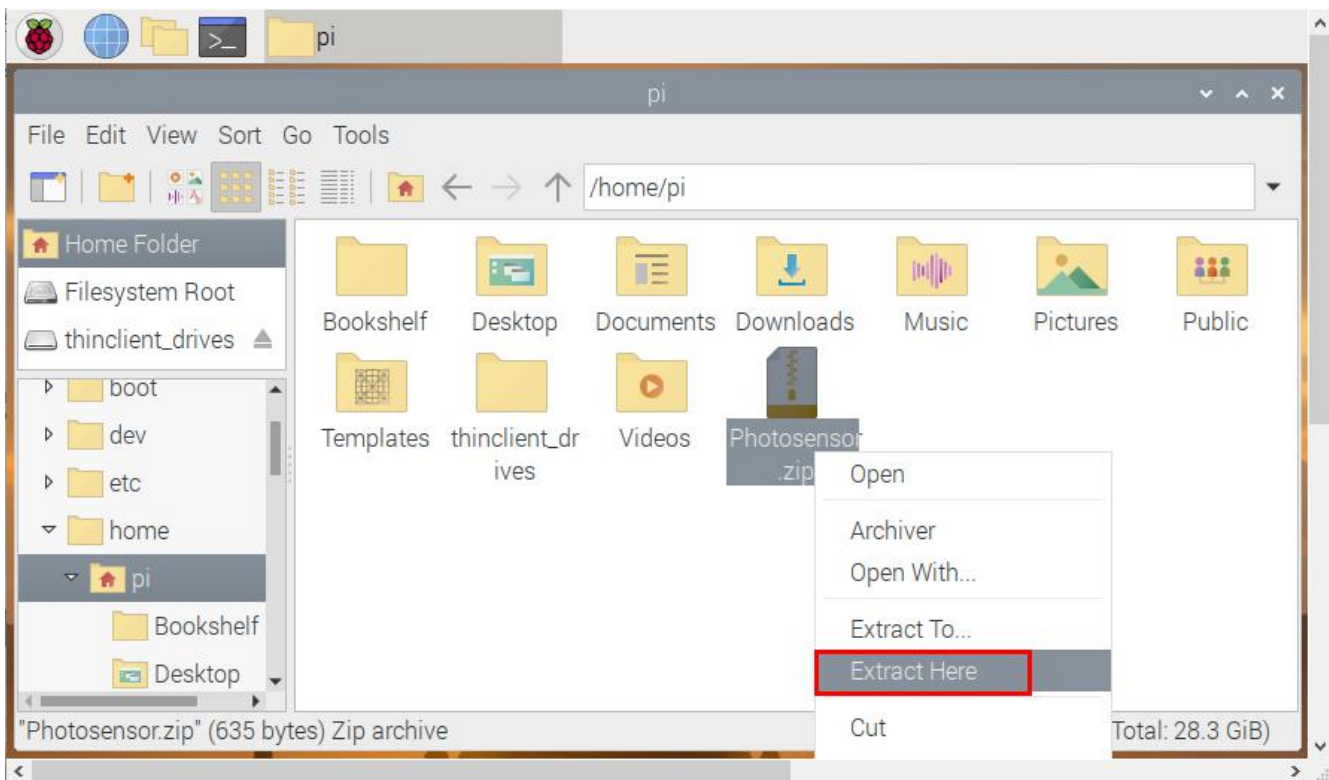 pi
pi
File Edit View Sort Go Tools
/home/pi
Home Folder
Filesystem Root
thinclient_drives
boot
dev
etc
home
pi
Bookshelf
Desktop
Bookshelf Desktop Documents Downloads Music Pictures Public
Templates thinclient_dr Videos Photosensor
ives .zip
Open
Archiver
Open With...
Extract To...
Extract Here
Cut
"Photosensor.zip" (635 bytes) Zip archive
Total: 28.3 GiB)